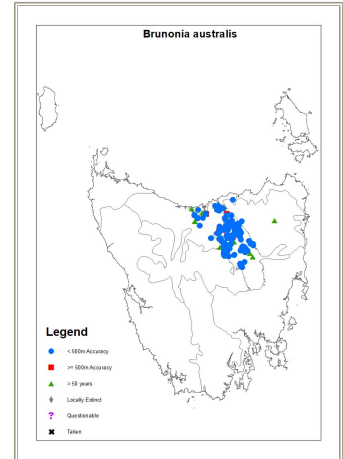 Brunonia australis
Legend
< 500m Accuracy
>= 500m Accuracy
> 50 years
Locally Extinct
? Questionable
Taken